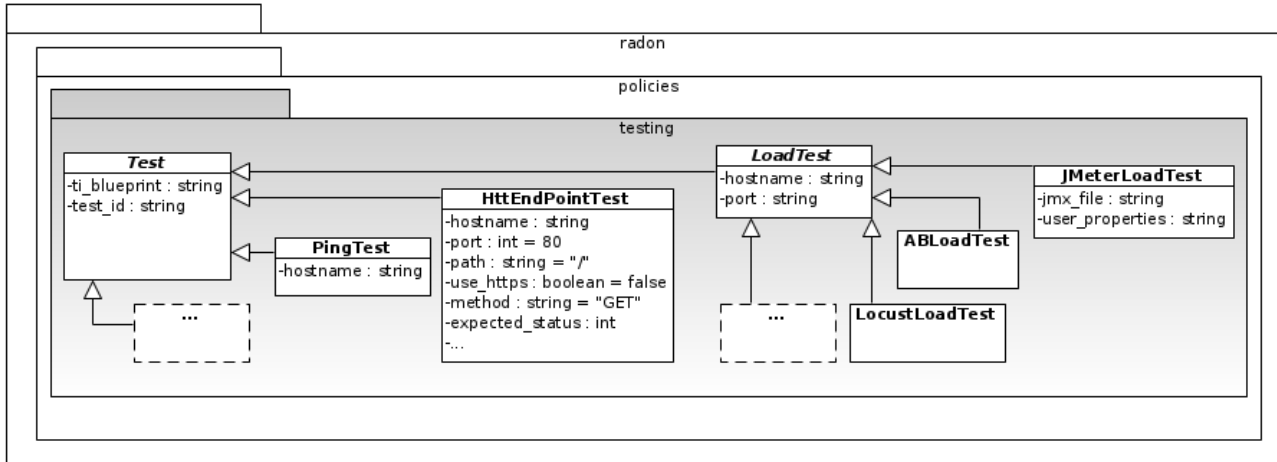 radon
policies
testing
Test
-ti_blueprint : string
-test_id : string
PingTest
-hostname : string
...
HttEndPointTest
-hostname : string
-port : int = 80
-path : string = "/"
-use_https : boolean = false
-method : string = "GET"
-expected_status : int
-...
LoadTest
-hostname : string
-port : string
...
LocustLoadTest
ABLoadTest
JMeterLoadTest
-jmx_file : string
-user_properties : string